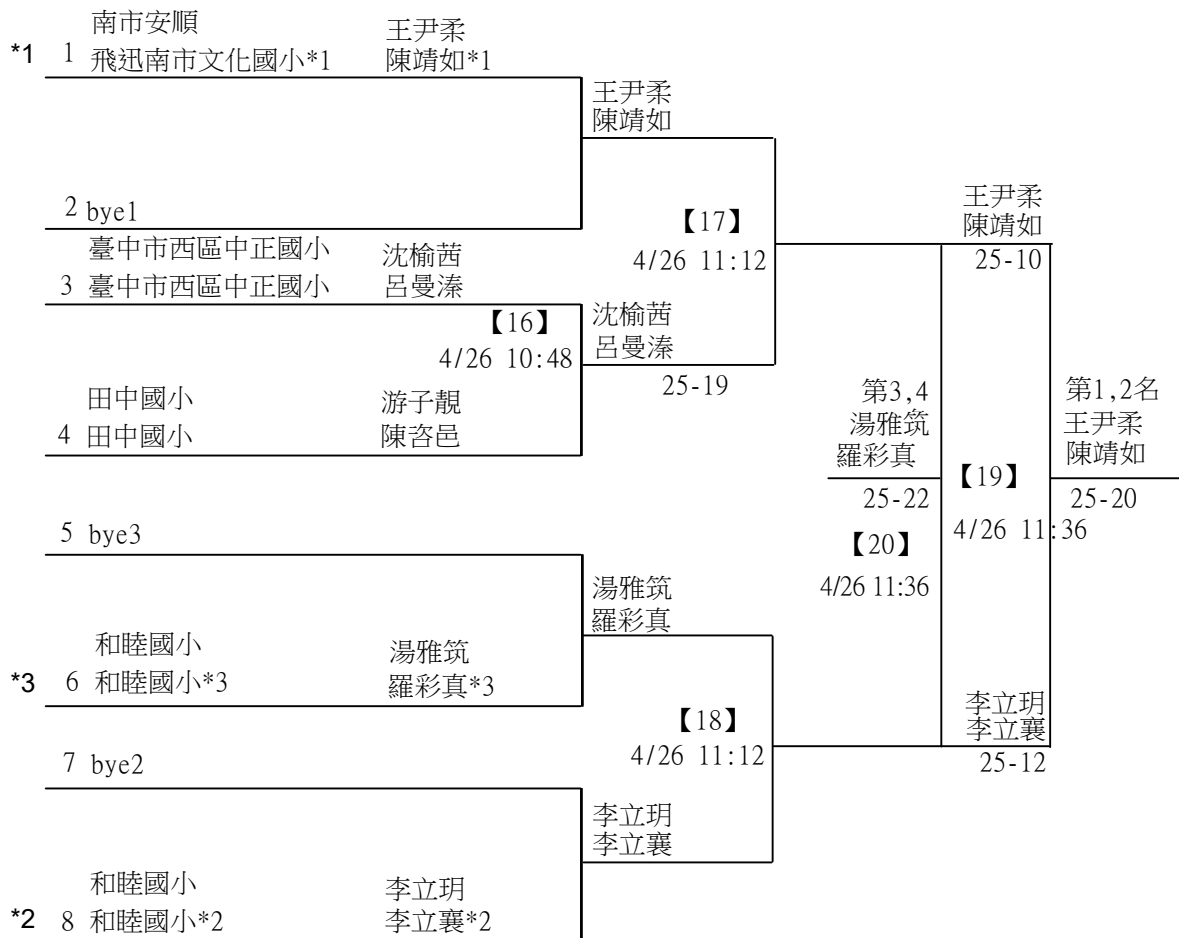 南市安順 王尹柔
*1 1 飛迅南市文化國小*1 陳靖如*1
王尹柔
陳靖如
2 bye1
王尹柔
陳靖如
25-10
【17】
4/26 11:12
臺中市西區中正國小 沈榆茜
3 臺中市西區中正國小 呂曼溱
【16】
4/26 10:48
沈榆茜
呂曼溱
25-19
田中國小 游子靚
4 田中國小 陳咨邑
第3,4
湯雅筑
羅彩真
25-22
【20】
4/26 11:36
【19】
4/26 11:36
第1,2名
王尹柔
陳靖如
25-20
5 bye3
湯雅筑
羅彩真
和睦國小 湯雅筑
*3 6 和睦國小*3 羅彩真*3
【18】
4/26 11:12
李立玥
李立襄
25-12
7 bye2
李立玥
李立襄
和睦國小 李立玥
*2 8 和睦國小*2 李立襄*2